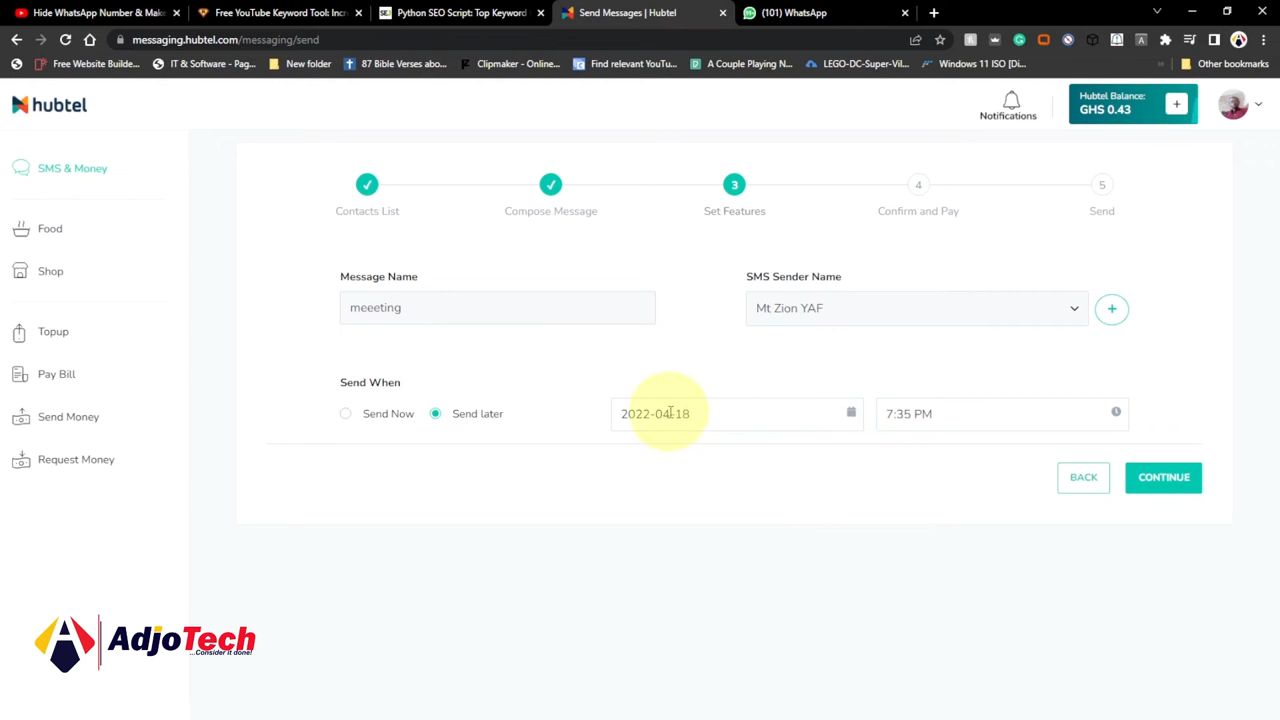 Hide WhatsApp Number & Make
Free YouTube Keyword Tool: Incre
Python SEO Script: Top Keyword
Send Messages | Hubtel
(101) WhatsApp
messaging.hubtel.com/messaging/send
Free Website Builde...
IT & Software - Pag...
New folder
87 Bible Verses abo...
Clipmaker - Online...
Find relevant YouT...
A Couple Playing N...
LEGO-DC-Super-Vil...
Windows 11 ISO [Di...
Other bookmarks
hubtel
Notifications
Hubtel Balance:
GHS 0.43
SMS & Money
Food
Shop
Topup
Pay Bill
Send Money
Request Money
3
4
5
Contacts List
Compose Message
Set Features
Confirm and Pay
Send
Message Name
SMS Sender Name
meeeting
Mt Zion YAF
Send When
Send Now
Send later
2022-04-18
7:35 PM
BACK
CONTINUE
AdjoTech
...Consider it done!